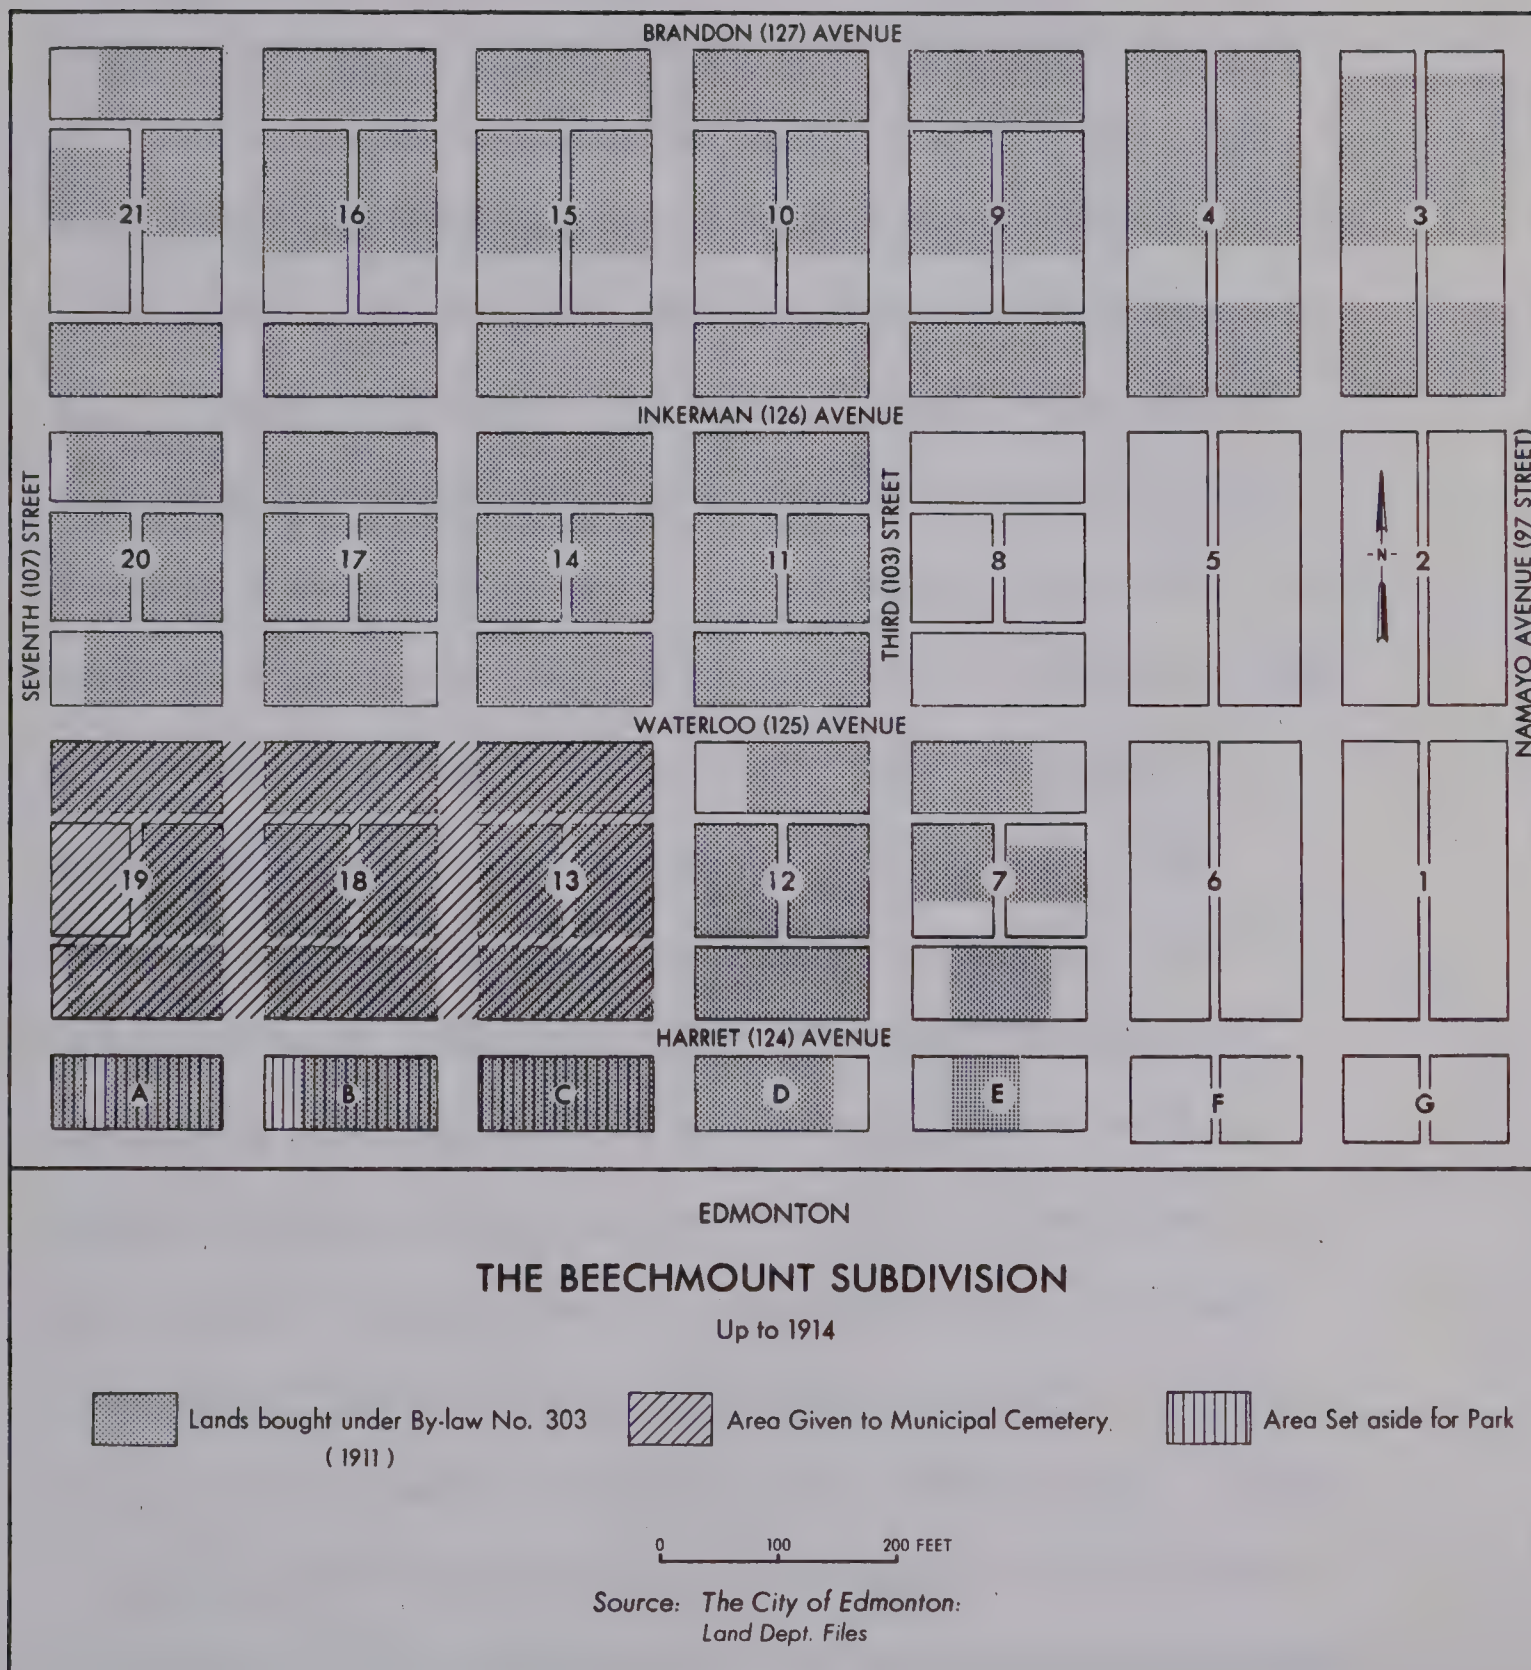 BRANDON (127) AVENUE
21
16
15
10
9
4
3
INKERMAN (126) AVENUE
SEVENTH (107) STREET
20
17
14
11
THIRD (103) STREET
8
5
-N-
2
NAMAYO AVENUE (97 STREET)
WATERLOO (125) AVENUE
19
18
13
12
7
6
1
HARRIET (124) AVENUE
A
B
C
D
E
F
G
EDMONTON
THE BEECHMOUNT SUBDIVISION
Up to 1914
Lands bought under By-law No. 303
(1911)
Area Given to Municipal Cemetery.
Area Set aside for Park
0 100 200 FEET
Source: The City of Edmonton:
Land Dept. Files